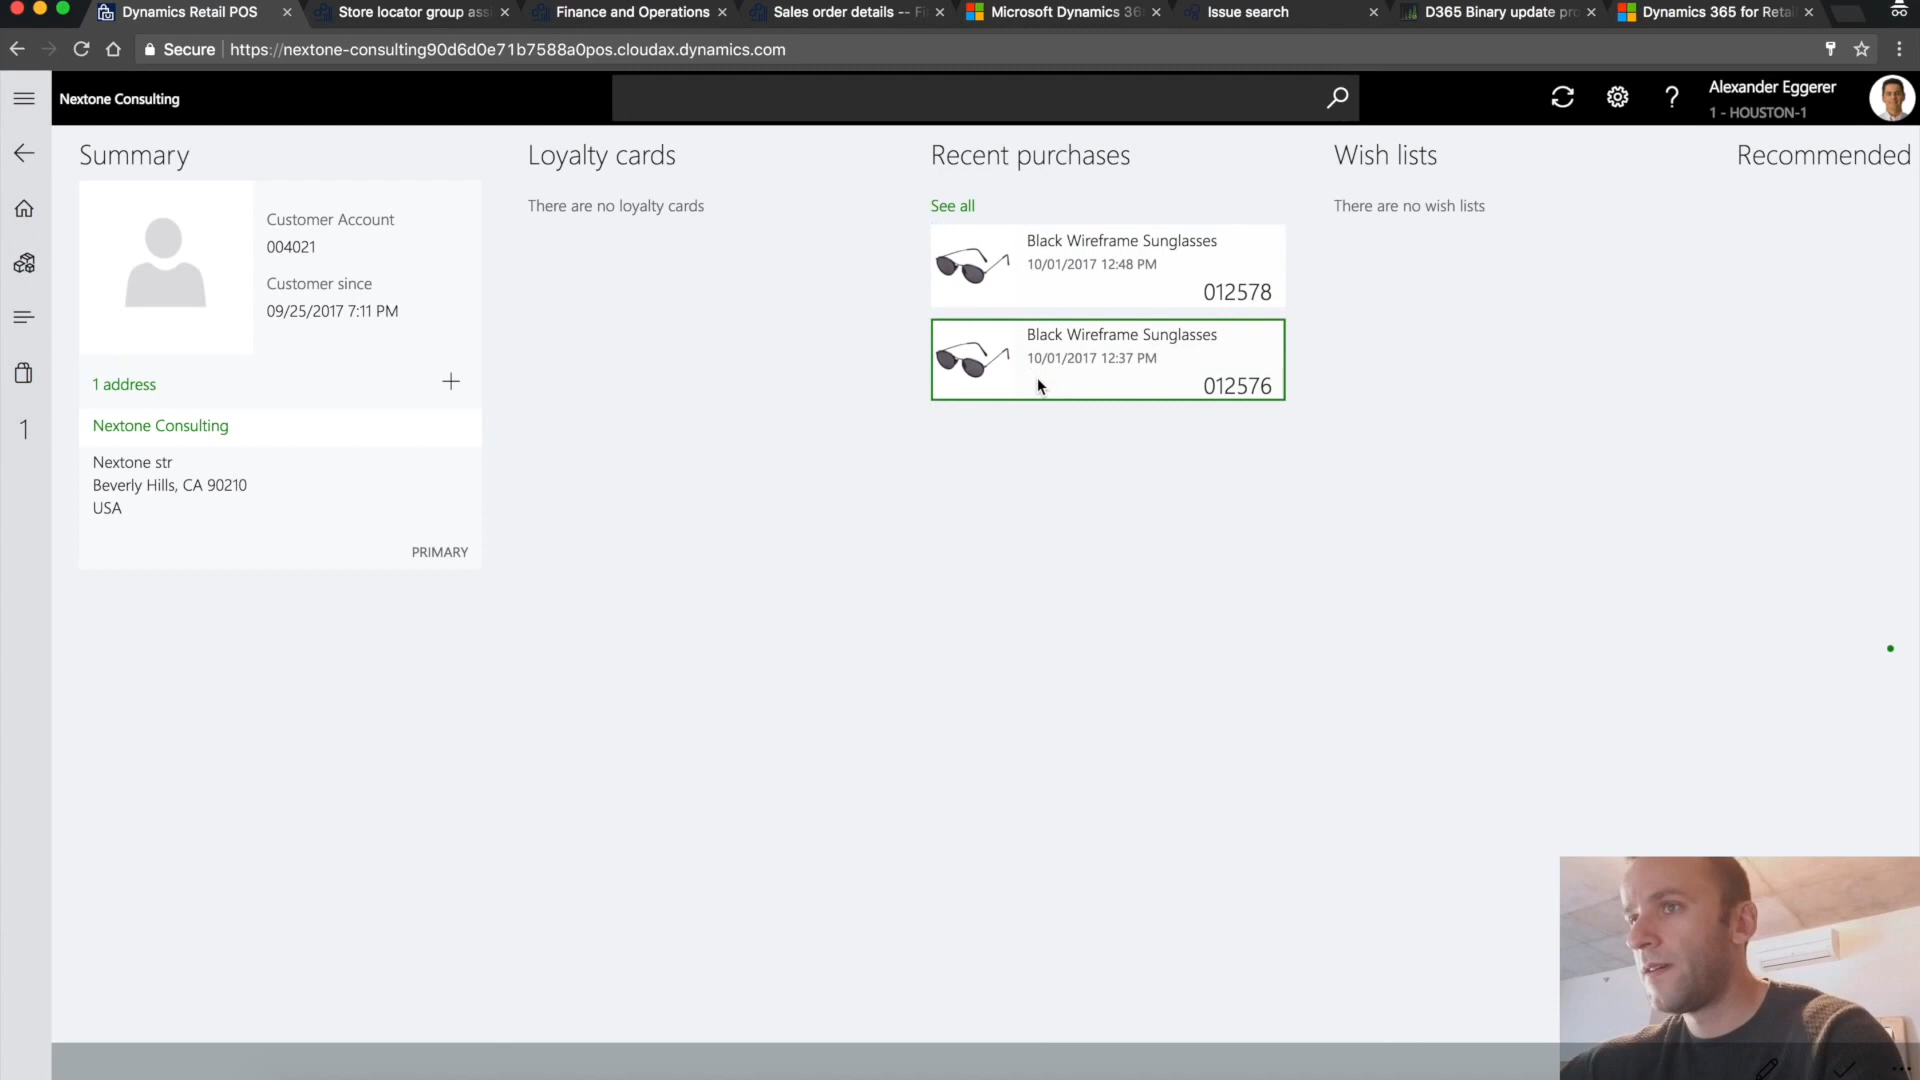 Dynamics Retail POS
Store locator group ass
Finance and Operations
Sales order details -- Fi
Microsoft Dynamics 36
Issue search
D365 Binary update pro
Dynamics 365 for Retai
Secure
https://nextone-consulting90d6d0e71b7588a0pos.cloudax.dynamics.com
Nextone Consulting
?
Alexander Eggerer
1 - HOUSTON-1
Summary
Customer Account
004021
Customer since
09/25/2017 7:11 PM
1 address
Nextone Consulting
Nextone str
Beverly Hills, CA 90210
USA
PRIMARY
1
Loyalty cards
There are no loyalty cards
Recent purchases
See all
Black Wireframe Sunglasses
10/01/2017 12:48 PM
012578
Black Wireframe Sunglasses
10/01/2017 12:37 PM
012576
Wish lists
There are no wish lists
Recommended